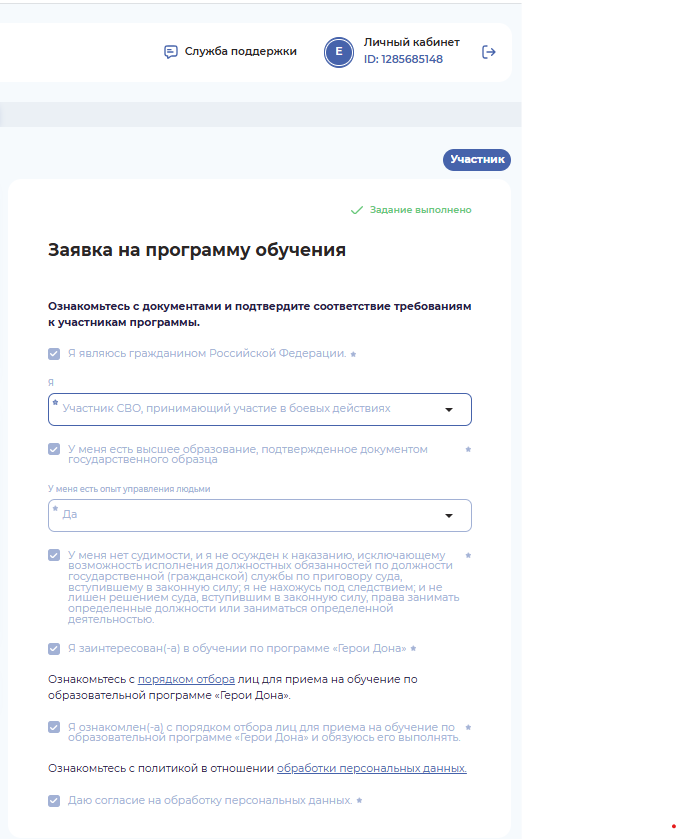 Служба поддержки
Е
Личный кабинет
ID: 1285685148
Участник
Задание выполнено
Заявка на программу обучения
Ознакомьтесь с документами и подтвердите соответствие требованиям
к участникам программы.
Я являюсь гражданином Российской Федерации. *
Я
* Участник СВО, принимающий участие в боевых действиях
У меня есть высшее образование, подтвержденное документом *
государственного образца
У меня есть опыт управления людьми
* Да
У меня нет судимости, и я не осужден к наказанию, исключающему *
возможность исполнения должностных обязанностей по должности
государственной (гражданской) службы по приговору суда,
вступившему в законную силу; я не нахожусь под следствием; и не
лишен решением суда, вступившим в законную силу, права занимать
определенные должности или заниматься определенной
деятельностью.
Я заинтересован(-а) в обучении по программе «Герои Дона» *
Ознакомьтесь с порядком отбора лиц для приема на обучение по
образовательной программе «Герои Дона».
Я ознакомлен(-а) с порядком отбора лиц для приема на обучение по *
образовательной программе «Герои Дона» и обязуюсь его выполнять.
Ознакомьтесь с политикой в отношении обработки персональных данных.
Даю согласие на обработку персональных данных. *